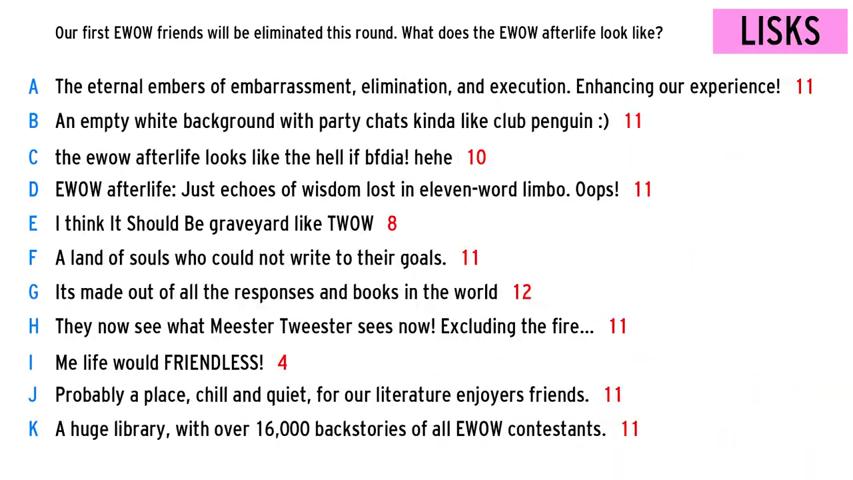 Our first EWOW friends will be eliminated this round. What does the EWOW afterlife look like?
LISKS
A The eternal embers of embarrassment, elimination, and execution. Enhancing our experience! 11
B An empty white background with party chats kinda like club penguin :) 11
C the ewow afterlife looks like the hell if bfdia! hehe 10
D EWOW afterlife: Just echoes of wisdom lost in eleven-word limbo. Oops! 11
E I think It Should Be graveyard like TWOW 8
F A land of souls who could not write to their goals. 11
G Its made out of all the responses and books in the world 12
H They now see what Meester Tweester sees now! Excluding the fire... 11
I Me life would FRIENDLESS! 4
J Probably a place, chill and quiet, for our literature enjoyers friends. 11
K A huge library, with over 16,000 backstories of all EWOW contestants. 11